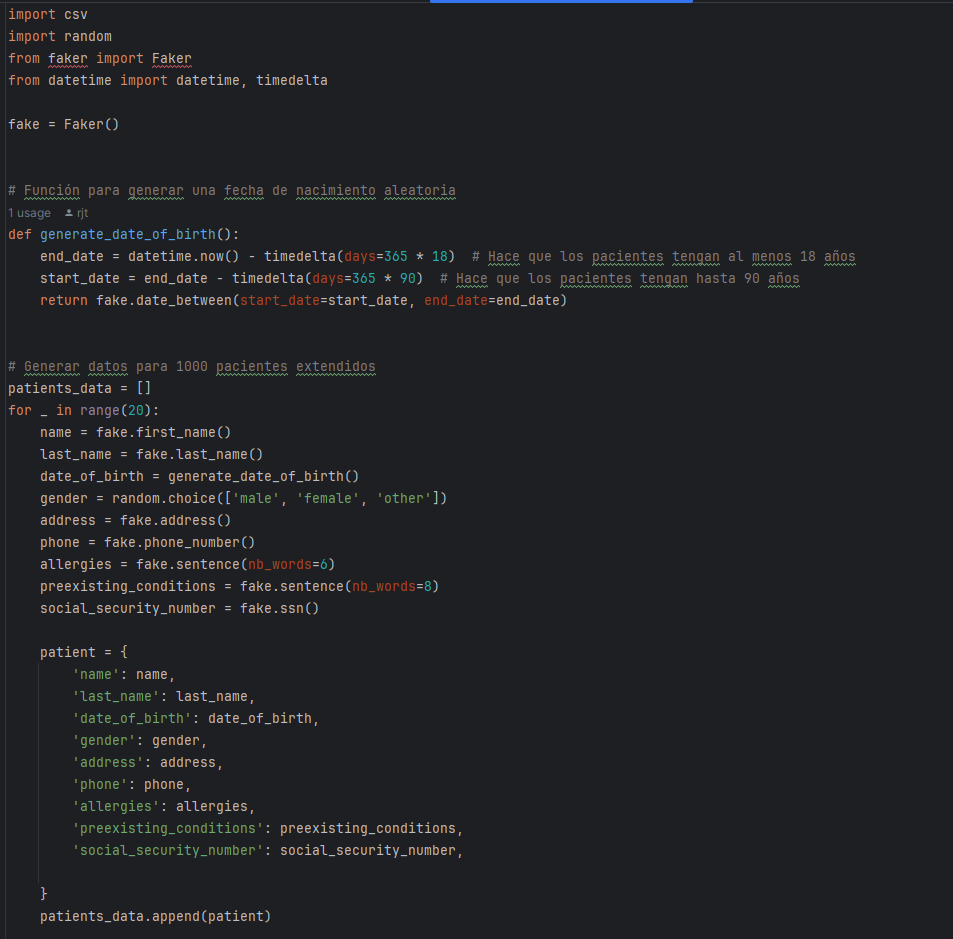 import csv
import random
from faker import Faker
from datetime import datetime, timedelta

fake = Faker()


# Función para generar una fecha de nacimiento aleatoria
1 usage rjt
def generate_date_of_birth():
    end_date = datetime.now() - timedelta(days=365 * 18)  # Hace que los pacientes tengan al menos 18 años
    start_date = end_date - timedelta(days=365 * 90)  # Hace que los pacientes tengan hasta 90 años
    return fake.date_between(start_date=start_date, end_date=end_date)


# Generar datos para 1000 pacientes extendidos
patients_data = []
for _ in range(20):
    name = fake.first_name()
    last_name = fake.last_name()
    date_of_birth = generate_date_of_birth()
    gender = random.choice(['male', 'female', 'other'])
    address = fake.address()
    phone = fake.phone_number()
    allergies = fake.sentence(nb_words=6)
    preexisting_conditions = fake.sentence(nb_words=8)
    social_security_number = fake.ssn()

    patient = {
        'name': name,
        'last_name': last_name,
        'date_of_birth': date_of_birth,
        'gender': gender,
        'address': address,
        'phone': phone,
        'allergies': allergies,
        'preexisting_conditions': preexisting_conditions,
        'social_security_number': social_security_number,

    }
    patients_data.append(patient)